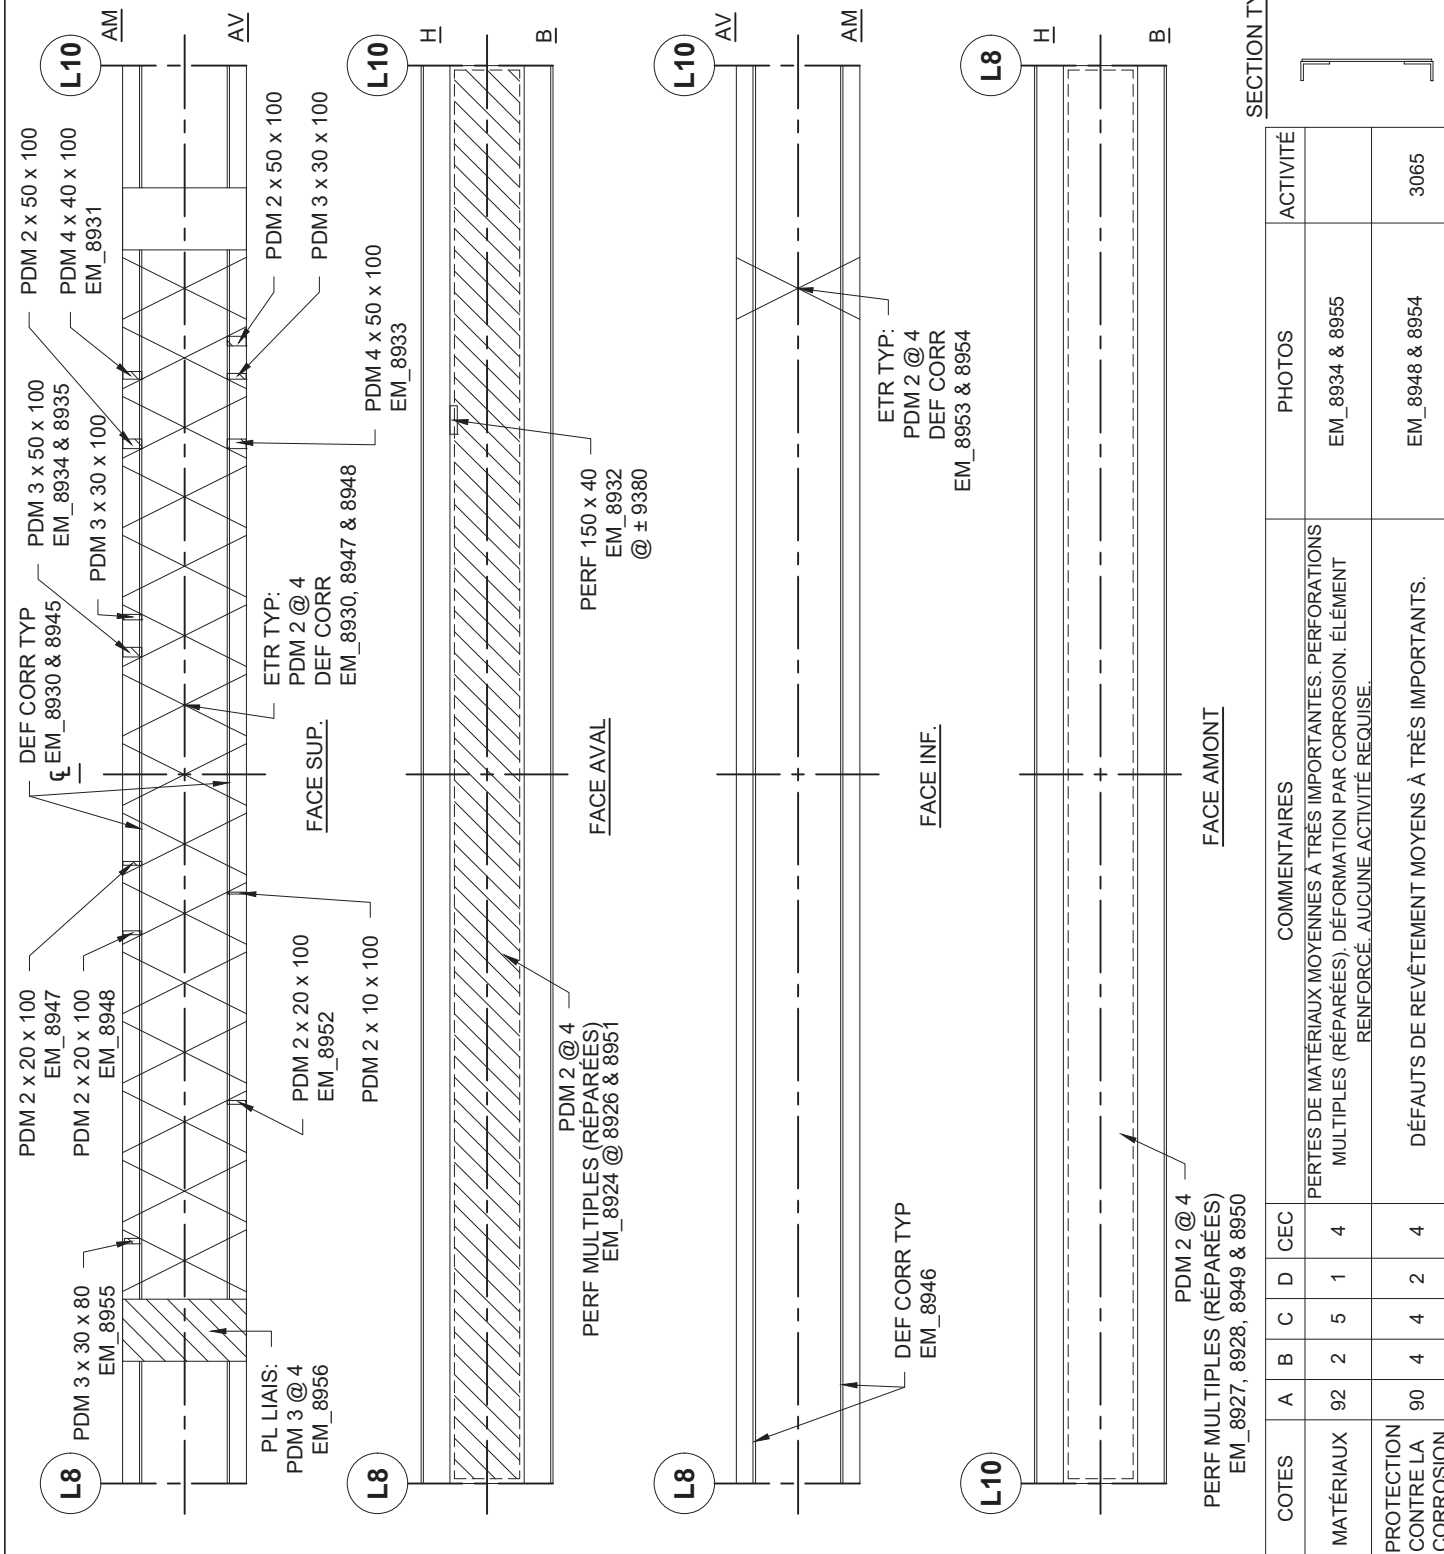 L8
PDM 3 x 30 x 80
EM_8955
PL LIAIS:
PDM 3 @ 4
EM_8956
PDM 2 x 20 x 100
EM_8947
PDM 2 x 20 x 100
EM_8948
PDM 2 x 20 x 100
EM_8952
PDM 2 x 10 x 100
DEF CORR TYP
EM_8930 & 8945
PDM 3 x 50 x 100
EM_8934 & 8935
PDM 3 x 30 x 100
PDM 2 x 50 x 100
PDM 4 x 40 x 100
EM_8931
ETR TYP:
PDM 2 @ 4
DEF CORR
EM_8930, 8947 & 8948
PDM 4 x 50 x 100
EM_8933
PDM 2 x 50 x 100
PDM 3 x 30 x 100
L10
AM
AV
FACE SUP.
L8
PDM 2 @ 4
PERF MULTIPLES (RÉPARÉES)
EM_8924 @ 8926 & 8951
PERF 150 x 40
EM_8932
@ ± 9380
L10
H
B
FACE AVAL
L8
DEF CORR TYP
EM_8946
ETR TYP:
PDM 2 @ 4
DEF CORR
EM_8953 & 8954
L10
AV
AM
FACE INF.
L10
PDM 2 @ 4
PERF MULTIPLES (RÉPARÉES)
EM_8927, 8928, 8949 & 8950
L8
H
B
FACE AMONT
SECTION TY
COTES A B C D CEC COMMENTAIRES PHOTOS ACTIVITÉ
MATÉRIAUX 92 2 5 1 4
PERTES DE MATÉRIAUX MOYENNES À TRÈS IMPORTANTES. PERFORATIONS
MULTIPLES (RÉPARÉES). DÉFORMATION PAR CORROSION. ÉLÉMENT
RENFORCÉ. AUCUNE ACTIVITÉ REQUISE.
EM_8934 & 8955
PROTECTION
CONTRE LA
CORROSION
90 4 4 2 4
DÉFAUTS DE REVÊTEMENT MOYENS À TRÈS IMPORTANTS.
EM_8948 & 8954
3065